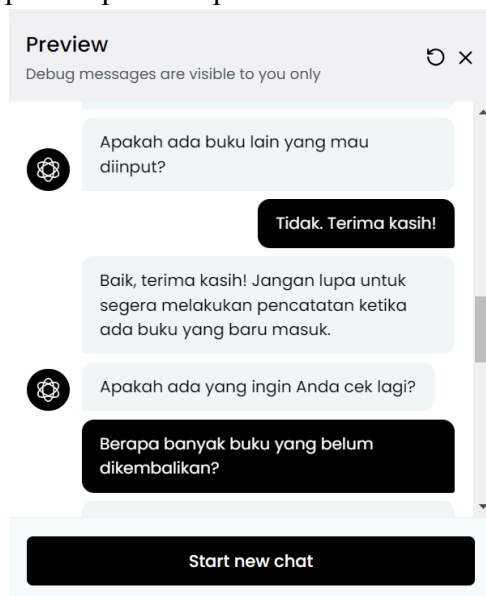 Preview
Debug messages are visible to you only
Apakah ada buku lain yang mau
diinput?
Tidak. Terima kasih!
Baik, terima kasih! Jangan lupa untuk
segera melakukan pencatatan ketika
ada buku yang baru masuk.
Apakah ada yang ingin Anda cek lagi?
Berapa banyak buku yang belum
dikembalikan?
Start new chat